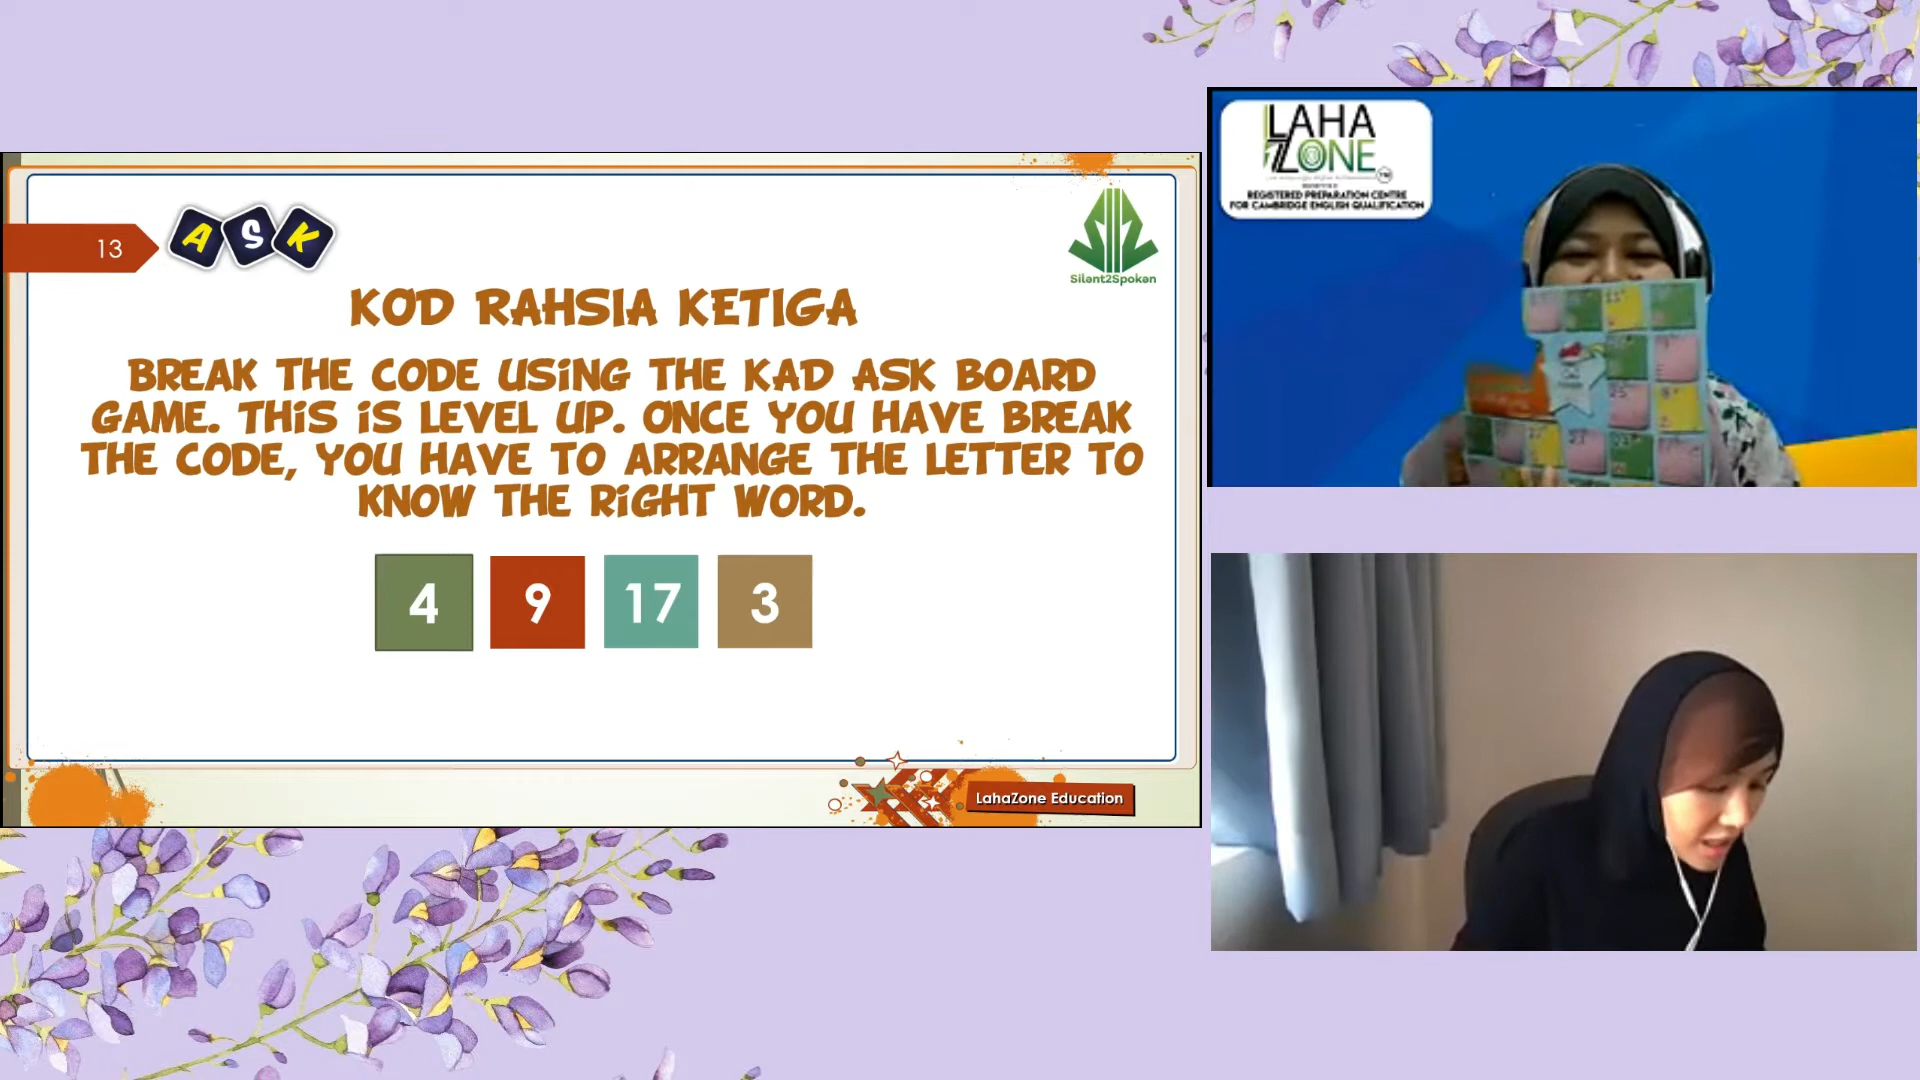 13
ASK
Silent2Spoken
KOD RAHSIA KETIGA
BREAK THE CODE USING THE KAD ASK BOARD
GAME. THIS IS LEVEL UP. ONCE YOU HAVE BREAK
THE CODE, YOU HAVE TO ARRANGE THE LETTER TO
KNOW THE RIGHT WORD.
4 9 17 3
LahaZone Education
LAHA
ZONE
REGISTERED PREPARATION CENTRE
FOR CAMBRIDGE ENGLISH QUALIFICATION